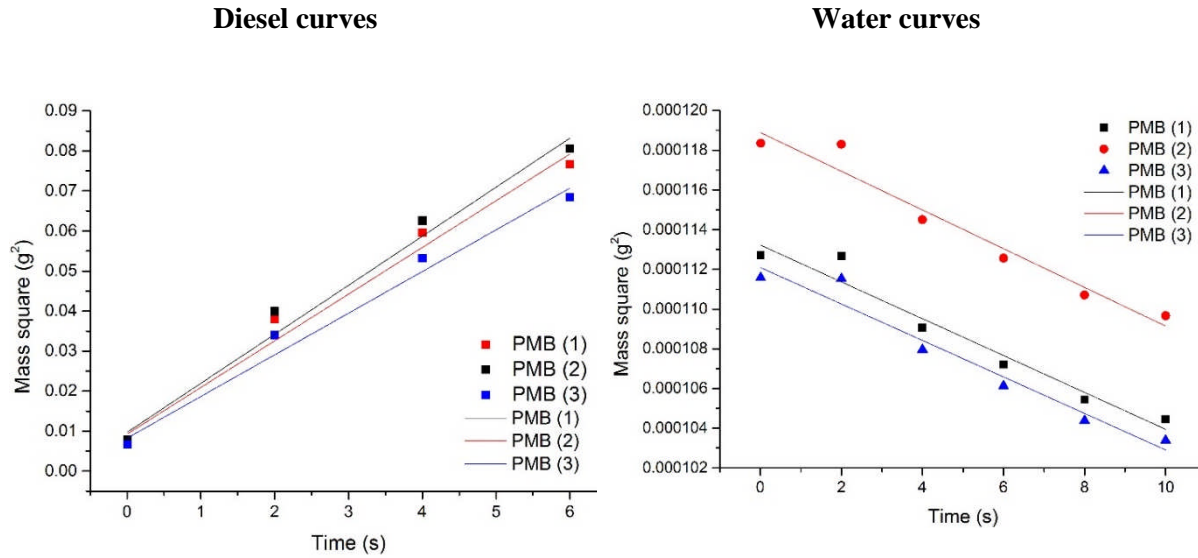 Diesel curves
Water curves
0.09
0.08
0.07
0.06
0.05
0.04
0.03
0.02
0.01
0.00
Mass square (g²)
0 1 2 3 4 5 6
Time (s)
PMB (1)
PMB (2)
PMB (3)
PMB (1)
PMB (2)
PMB (3)
0.000120
0.000118
0.000116
0.000114
0.000112
0.000110
0.000108
0.000106
0.000104
0.000102
Mass square (g²)
0 2 4 6 8 10
Time (s)
PMB (1)
PMB (2)
PMB (3)
PMB (1)
PMB (2)
PMB (3)